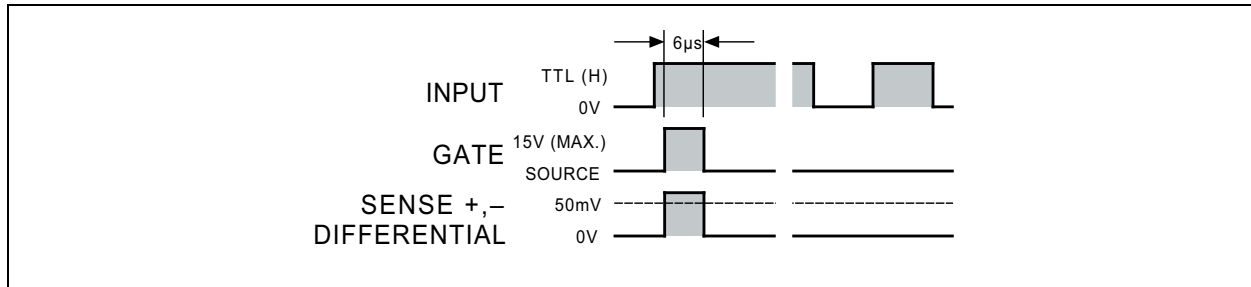 6µs
INPUT
TTL (H)
0V
GATE
15V (MAX.)
SOURCE
SENSE +,–
DIFFERENTIAL
50mV
0V